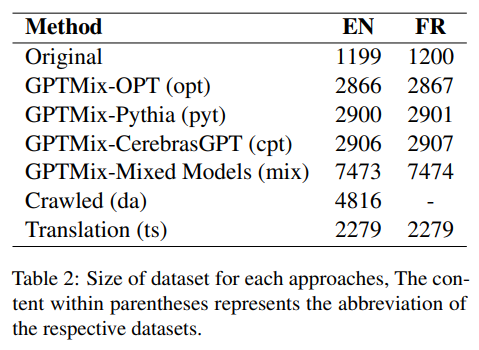 Method EN FR
Original 1199 1200
GPTMix-OPT (opt) 2866 2867
GPTMix-Pythia (pyt) 2900 2901
GPTMix-CerebrasGPT (cpt) 2906 2907
GPTMix-Mixed Models (mix) 7473 7474
Crawled (da) 4816 -
Translation (ts) 2279 2279
Table 2: Size of dataset for each approaches, The con-
tent within parentheses represents the abbreviation of
the respective datasets.